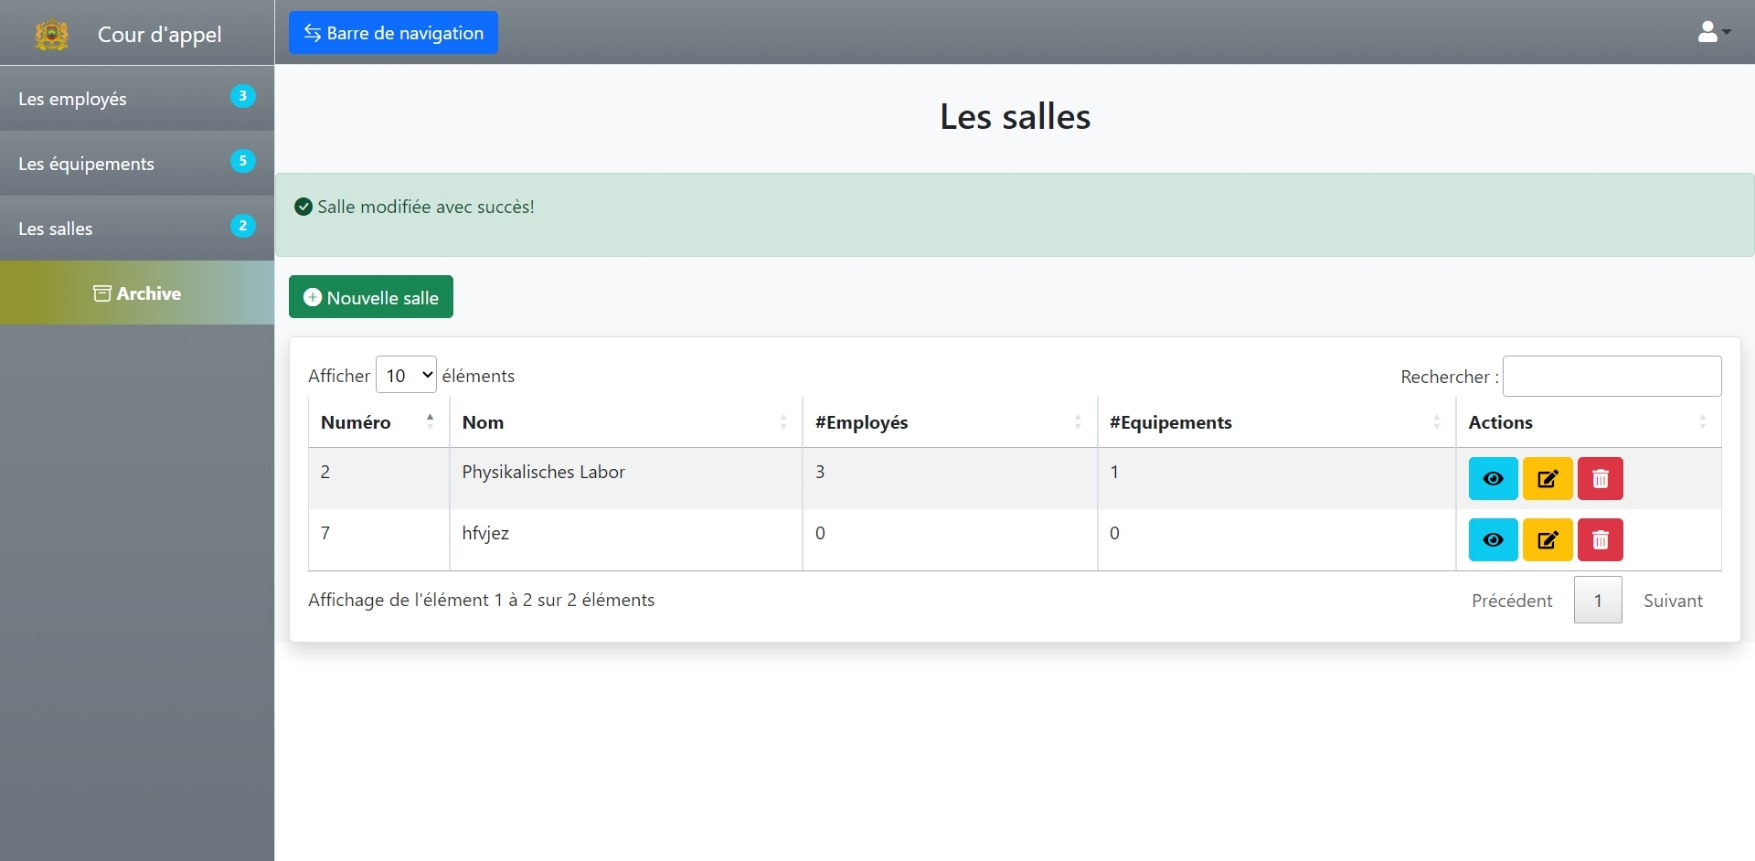 Cour d'appel
Barre de navigation
Les employés 3
Les équipements 5
Les salles 2
Archive
Les salles
Salle modifiée avec succès!
Nouvelle salle
Afficher 10 éléments
Rechercher :
Numéro Nom #Employés #Equipements Actions
2 Physikalisches Labor 3 1
7 hfvjez 0 0
Affichage de l'élément 1 à 2 sur 2 éléments
Précédent 1 Suivant